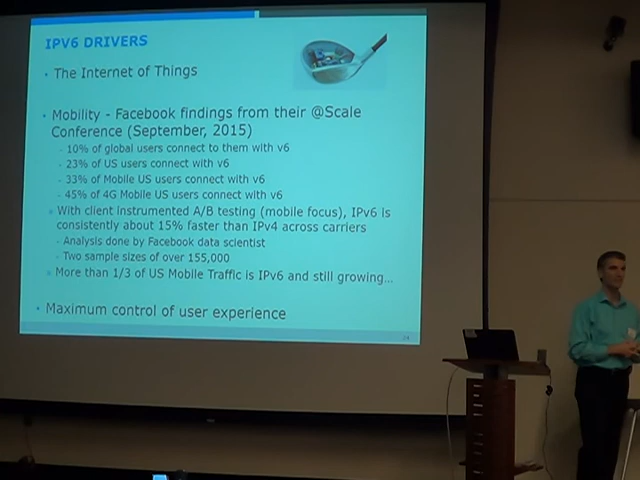 IPV6 DRIVERS
• The Internet of Things
• Mobility - Facebook findings from their @Scale
Conference (September, 2015)
- 10% of global users connect to them with v6
- 23% of US users connect with v6
- 33% of Mobile US users connect with v6
- 45% of 4G Mobile US users connect with v6
• With client instrumented A/B testing (mobile focus), IPv6 is
consistently about 15% faster than IPv4 across carriers
- Analysis done by Facebook data scientist
- Two sample sizes of over 155,000
• More than 1/3 of US Mobile Traffic is IPv6 and still growing...
• Maximum control of user experience